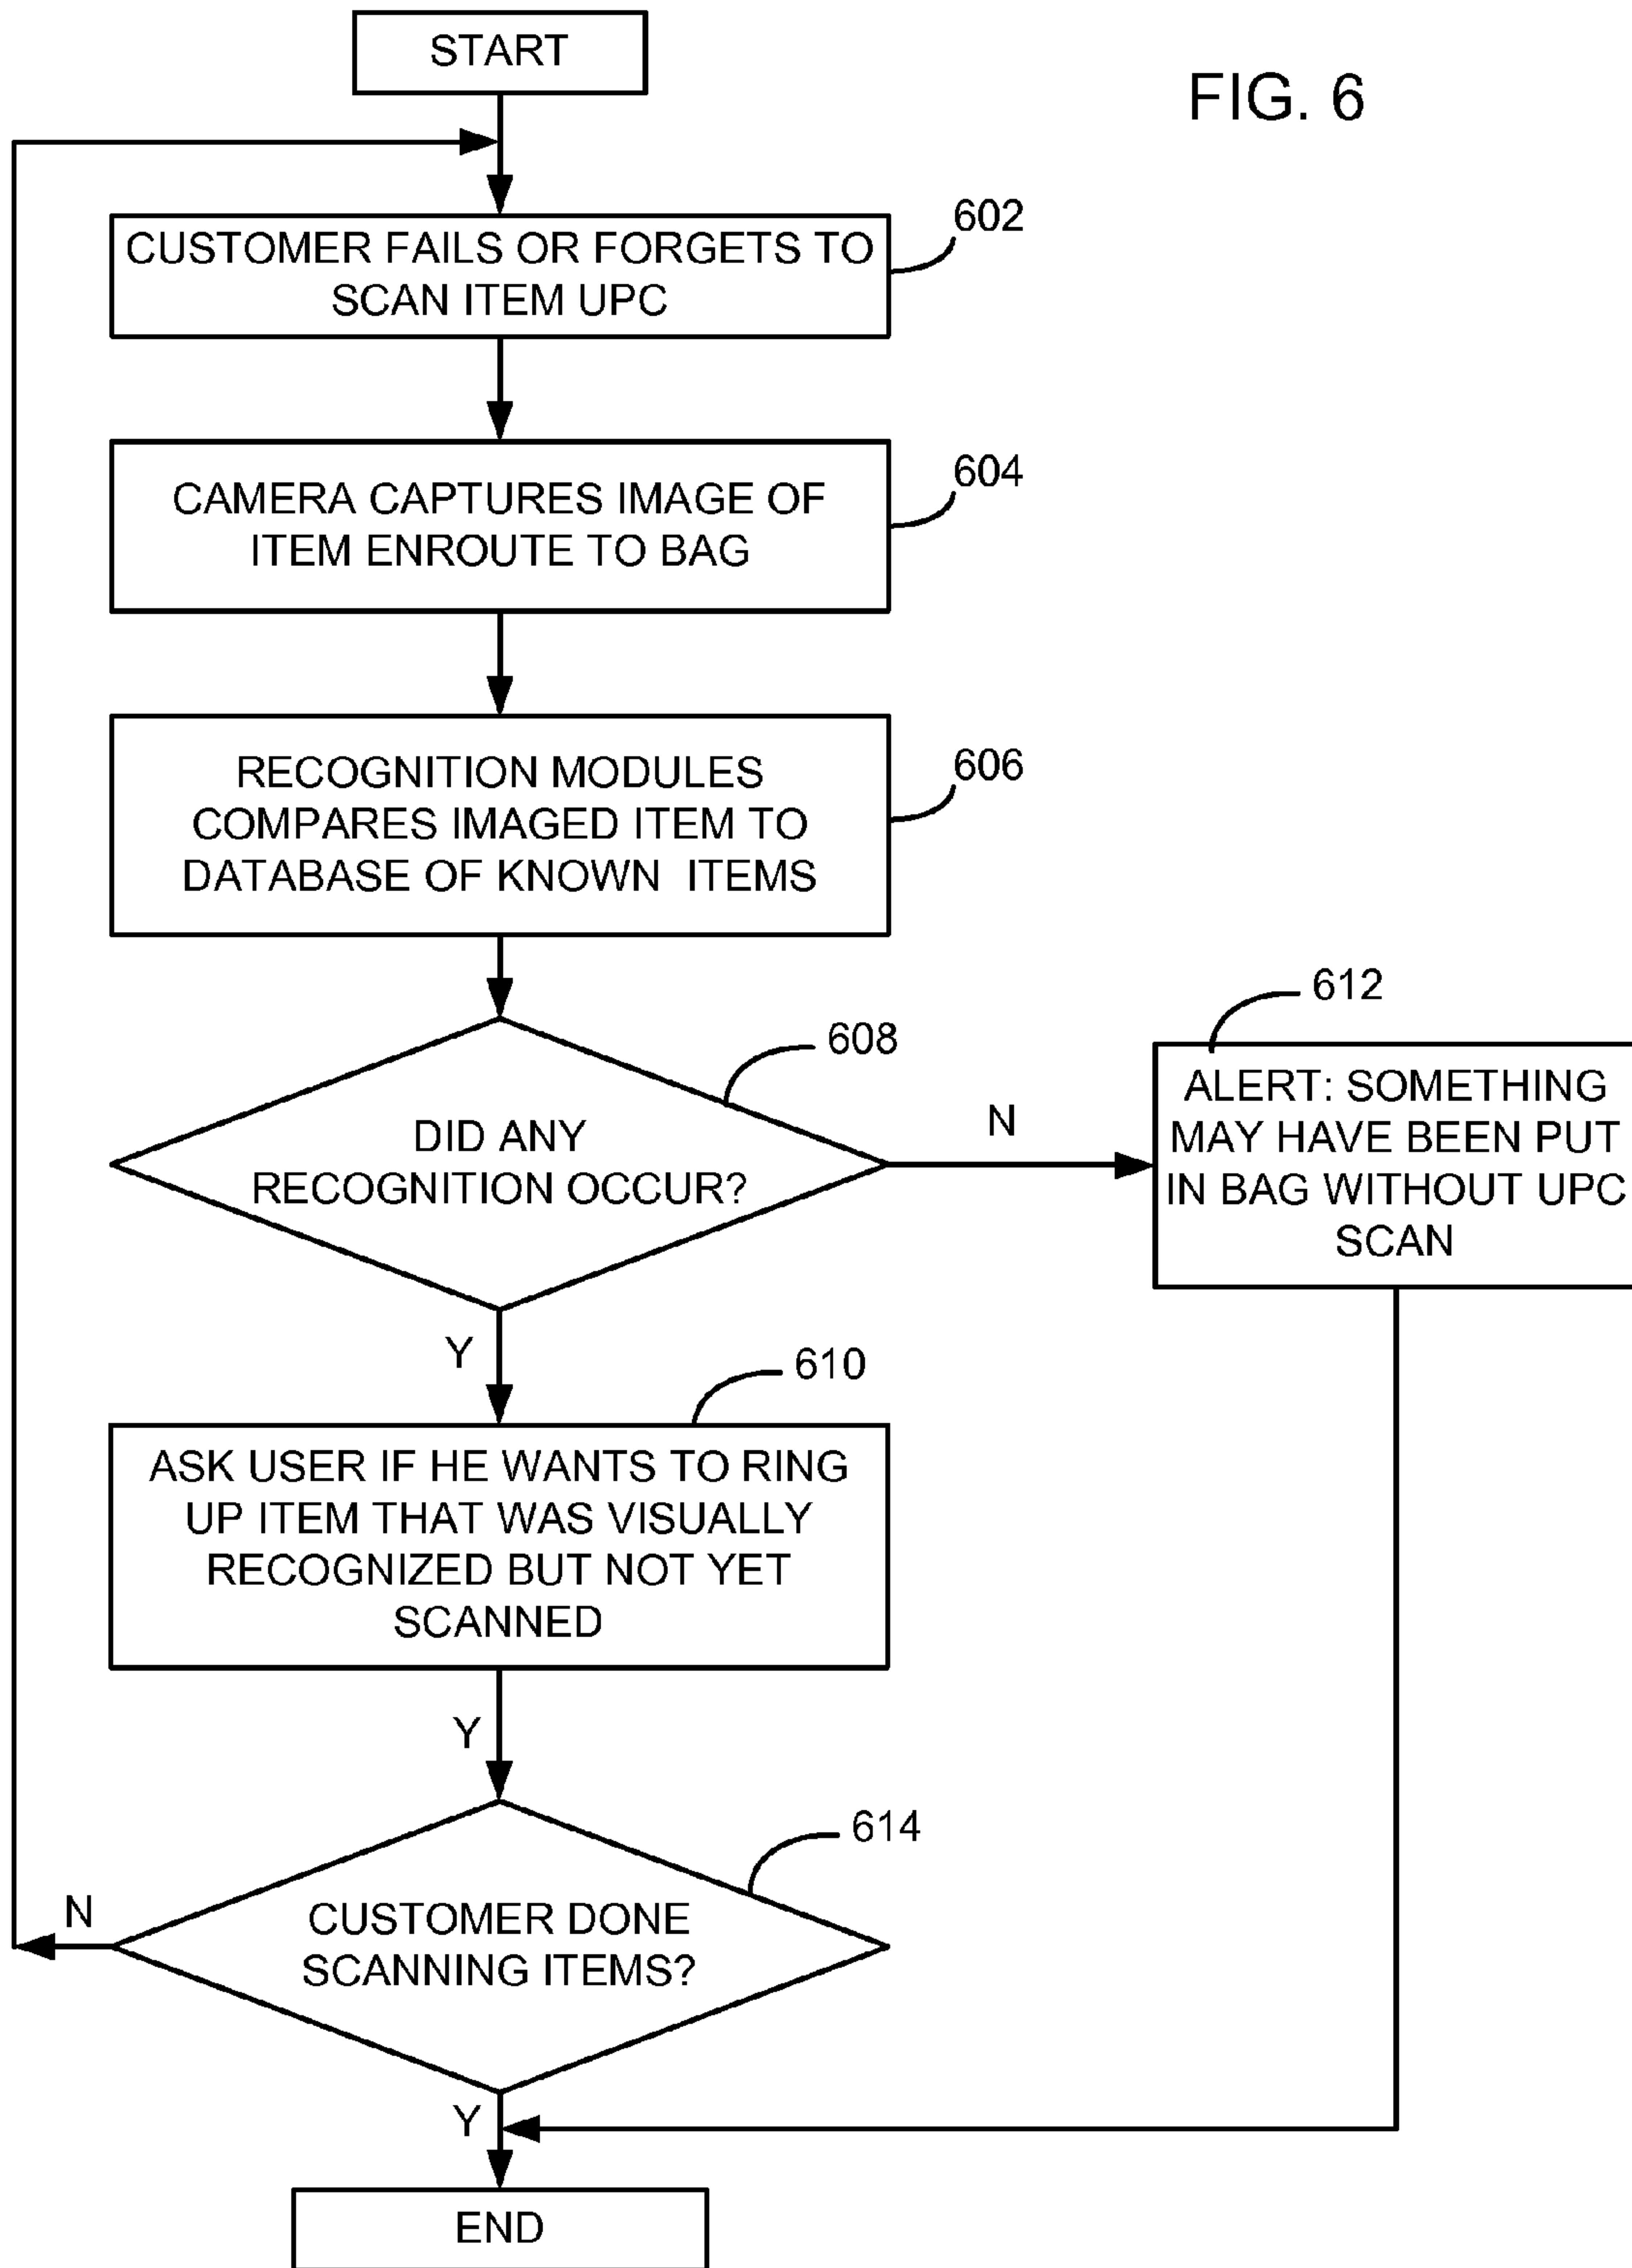 START
FIG. 6
602
CUSTOMER FAILS OR FORGETS TO
SCAN ITEM UPC
604
CAMERA CAPTURES IMAGE OF
ITEM ENROUTE TO BAG
606
RECOGNITION MODULES
COMPARES IMAGED ITEM TO
DATABASE OF KNOWN ITEMS
608
DID ANY
RECOGNITION OCCUR?
N
612
ALERT: SOMETHING
MAY HAVE BEEN PUT
IN BAG WITHOUT UPC
SCAN
Y
610
ASK USER IF HE WANTS TO RING
UP ITEM THAT WAS VISUALLY
RECOGNIZED BUT NOT YET
SCANNED
Y
614
CUSTOMER DONE
SCANNING ITEMS?
N
Y
END